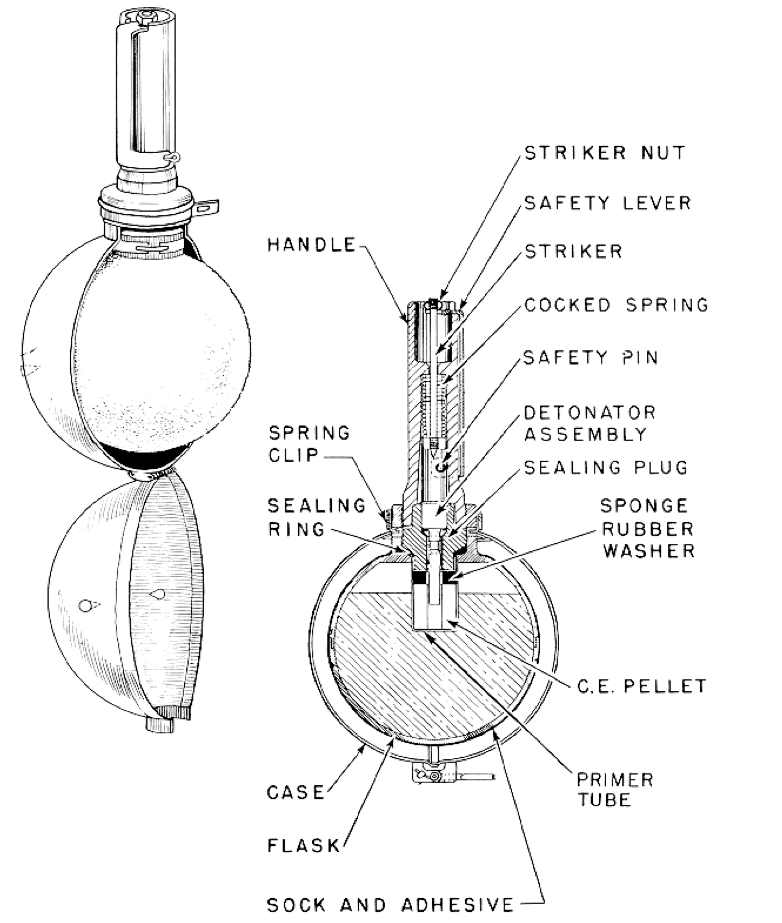 STRIKER NUT
SAFETY LEVER
HANDLE
STRIKER
COCKED SPRING
SAFETY PIN
DETONATOR
ASSEMBLY
SPRING
CLIP
SEALING PLUG
SEALING
RING
SPONGE
RUBBER
WASHER
C.E. PELLET
PRIMER
TUBE
CASE
FLASK
SOCK AND ADHESIVE